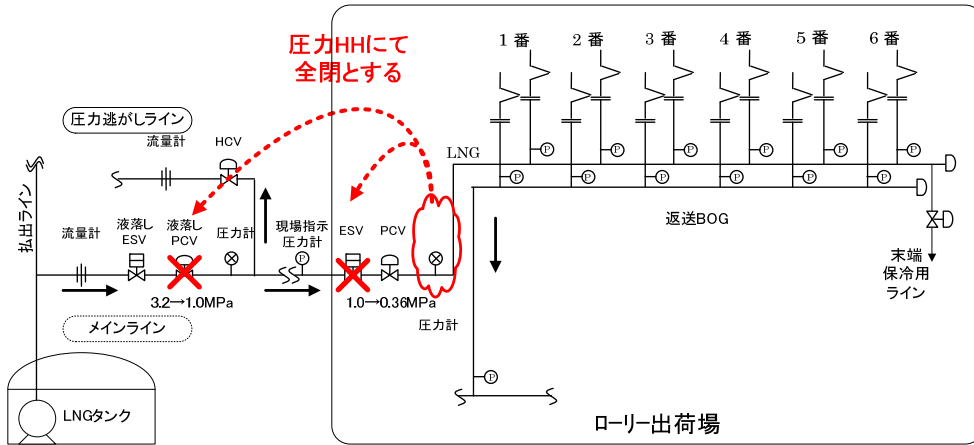 圧力HHにて
全閉とする
1 番
2 番
3 番
4 番
5 番
6 番
圧力逃がしライン
流量計
HCV
LNG
P
P
P
P
P
P
P
P
P
P
P
P
払出ライン
流量計
液落し
ESV
液落し
PCV
圧力計
現場指示
圧力計
P
ESV
PCV
返送BOG
末端
保冷用
ライン
3.2→1.0MPa
1.0→0.36MPa
圧力計
メインライン
P
LNGタンク
ローリー出荷場